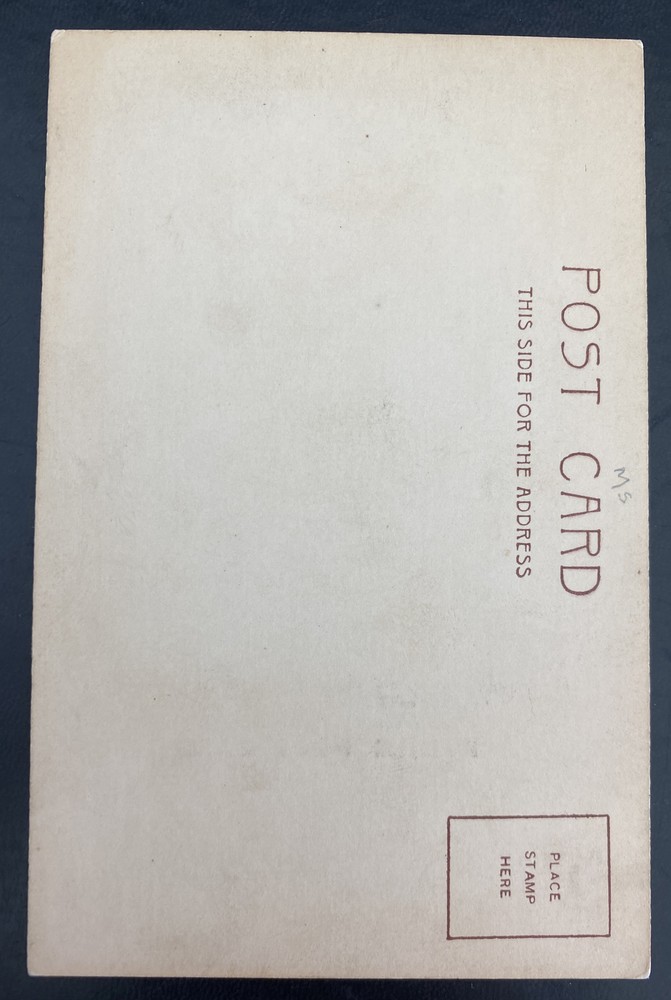 Ms
POST CARD
THIS SIDE FOR THE ADDRESS
PLACE
STAMP
HERE